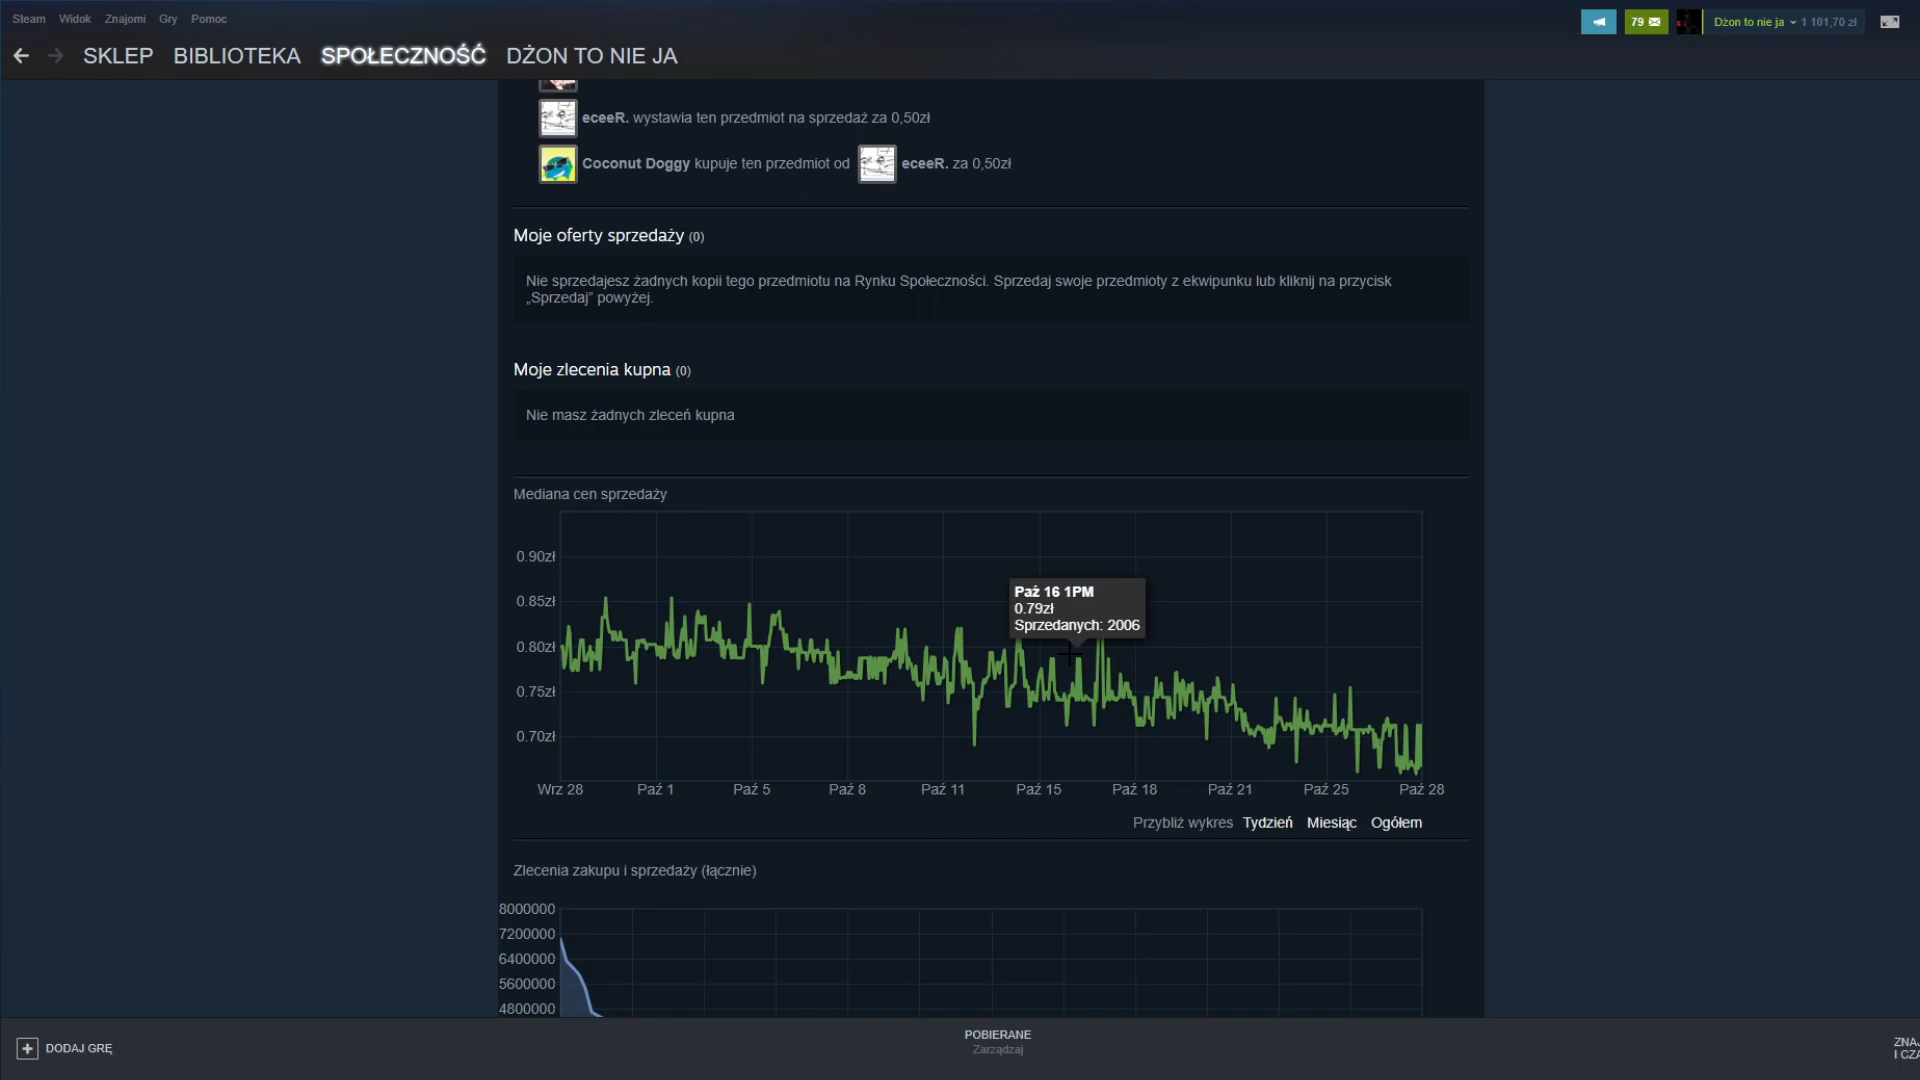 Steam Widok Znajomi Gry Pomoc
79 Dżon to nie ja 1 101,70 zł
SKLEP BIBLIOTEKA SPOŁECZNOŚĆ DŻON TO NIE JA
eceeR. wystawia ten przedmiot na sprzedaż za 0,50zł
Coconut Doggy kupuje ten przedmiot od eceeR. za 0,50zł
Moje oferty sprzedaży (0)
Nie sprzedajesz żadnych kopii tego przedmiotu na Rynku Społeczności. Sprzedaj swoje przedmioty z ekwipunku lub kliknij na przycisk
„Sprzedaj” powyżej.
Moje zlecenia kupna (0)
Nie masz żadnych zleceń kupna
Mediana cen sprzedaży
0.90zł
0.85zł
0.80zł
0.75zł
0.70zł
Paź 16 1PM
0.79zł
Sprzedanych: 2006
Wrz 28 Paź 1 Paź 5 Paź 8 Paź 11 Paź 15 Paź 18 Paź 21 Paź 25 Paź 28
Przybliż wykres Tydzień Miesiąc Ogółem
Zlecenia zakupu i sprzedaży (łącznie)
8000000
7200000
6400000
5600000
4800000
DODAJ GRĘ
POBIERANE
Zarządzaj
ZNAJ
I CZA